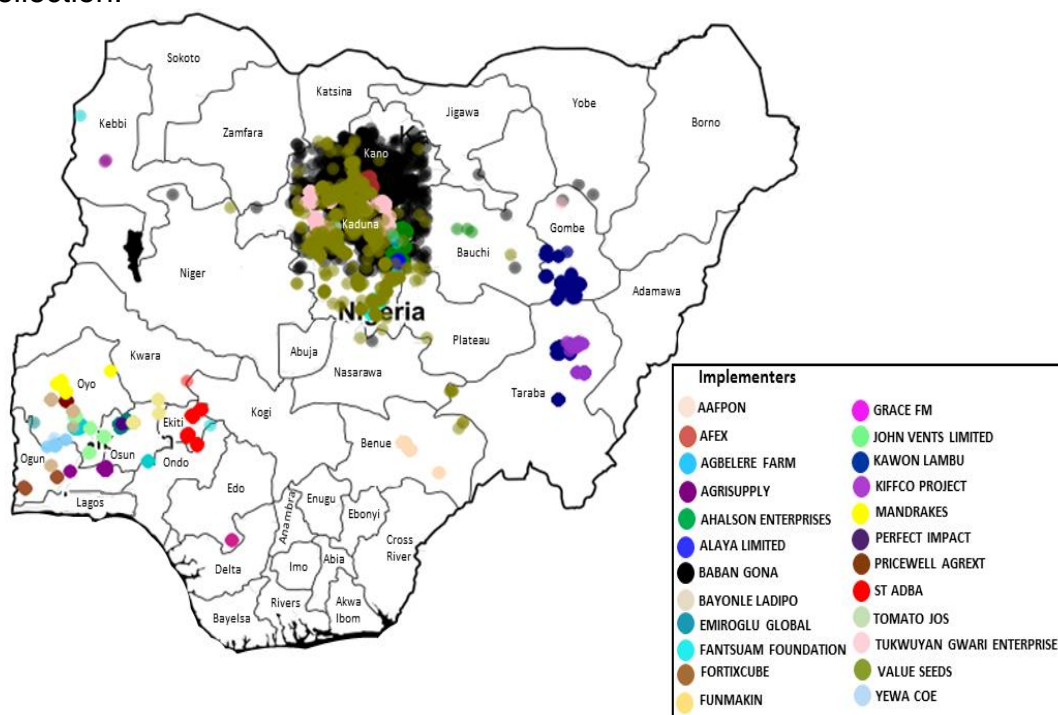 ollection.
Sokoto
Katsina
Jigawa
Yobe
Borno
Kebbi
Zamfara
Kano
Kaduna
Bauchi
Gombe
Adamawa
Niger
Nigeria
Plateau
Abuja
Nasarawa
Taraba
Kwara
Oyo
Kogi
Ekiti
Benue
Ogun
Osun
Ondo
Lagos
Edo
Enugu
Ebonyi
Anambra
Cross
River
Delta
Imo
Abia
Bayelsa
Rivers
Akwa
Ibom
Implementers
AAFPON
AFEX
AGBELERE FARM
AGRISUPPLY
AHALSON ENTERPRISES
ALAYA LIMITED
BABAN GONA
BAYONLE LADIPO
EMIROGLU GLOBAL
FANTSUAM FOUNDATION
FORTIXCUBE
FUNMAKIN
GRACE FM
JOHN VENTS LIMITED
KAWON LAMBU
KIFFCO PROJECT
MANDRAKES
PERFECT IMPACT
PRICEWELL AGREXT
ST ADBA
TOMATO JOS
TUKWUYAN GWARI ENTERPRISE
VALUE SEEDS
YEWA COE